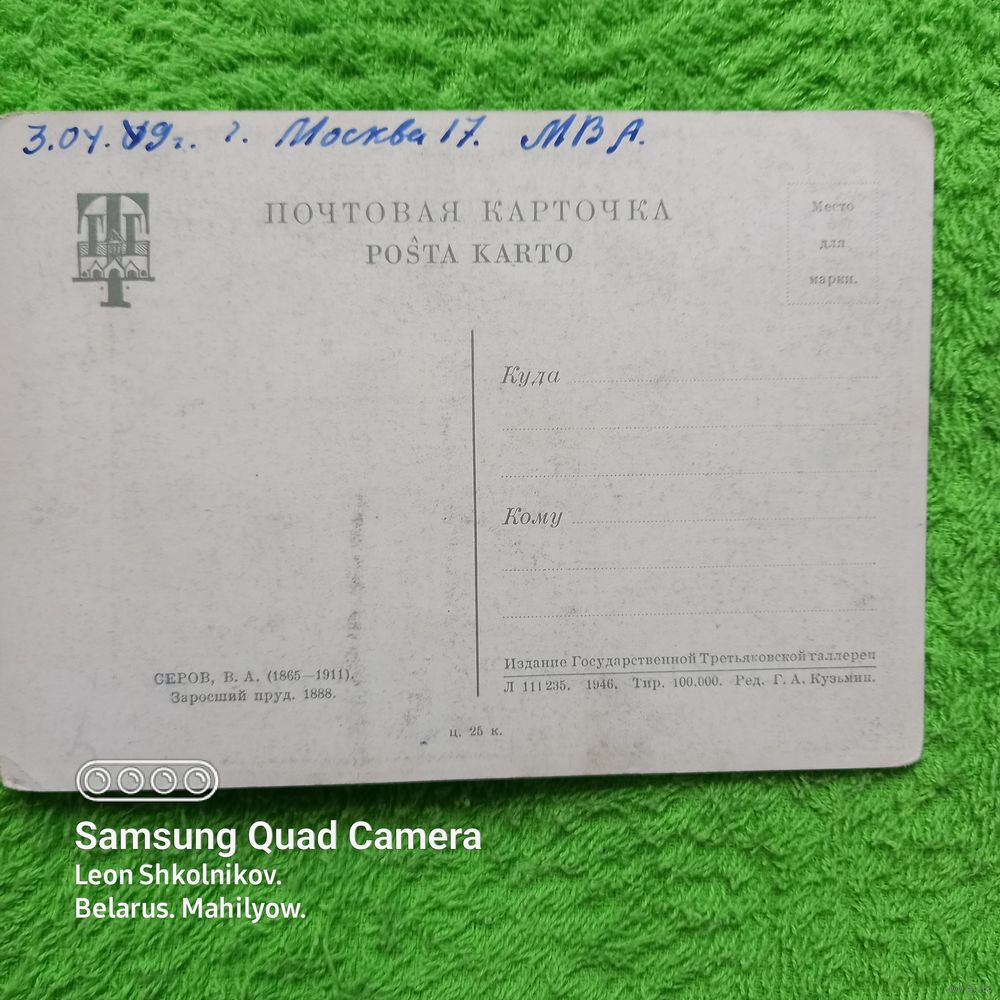 3.04.49г. г. Москва 17. МВА.
ПОЧТОВАЯ КАРТОЧКА
POŜTA KARTO
Место
для
марки.
Куда
Кому
СЕРОВ, В. А. (1865—1911).
Заросший пруд. 1888.
Издание Государственной Третьяковской галлереи
Л 111235. 1946. Тир. 100.000. Ред. Г. А. Кузьмин.
ц. 25 к.
Samsung Quad Camera
Leon Shkolnikov.
Belarus. Mahilyow.